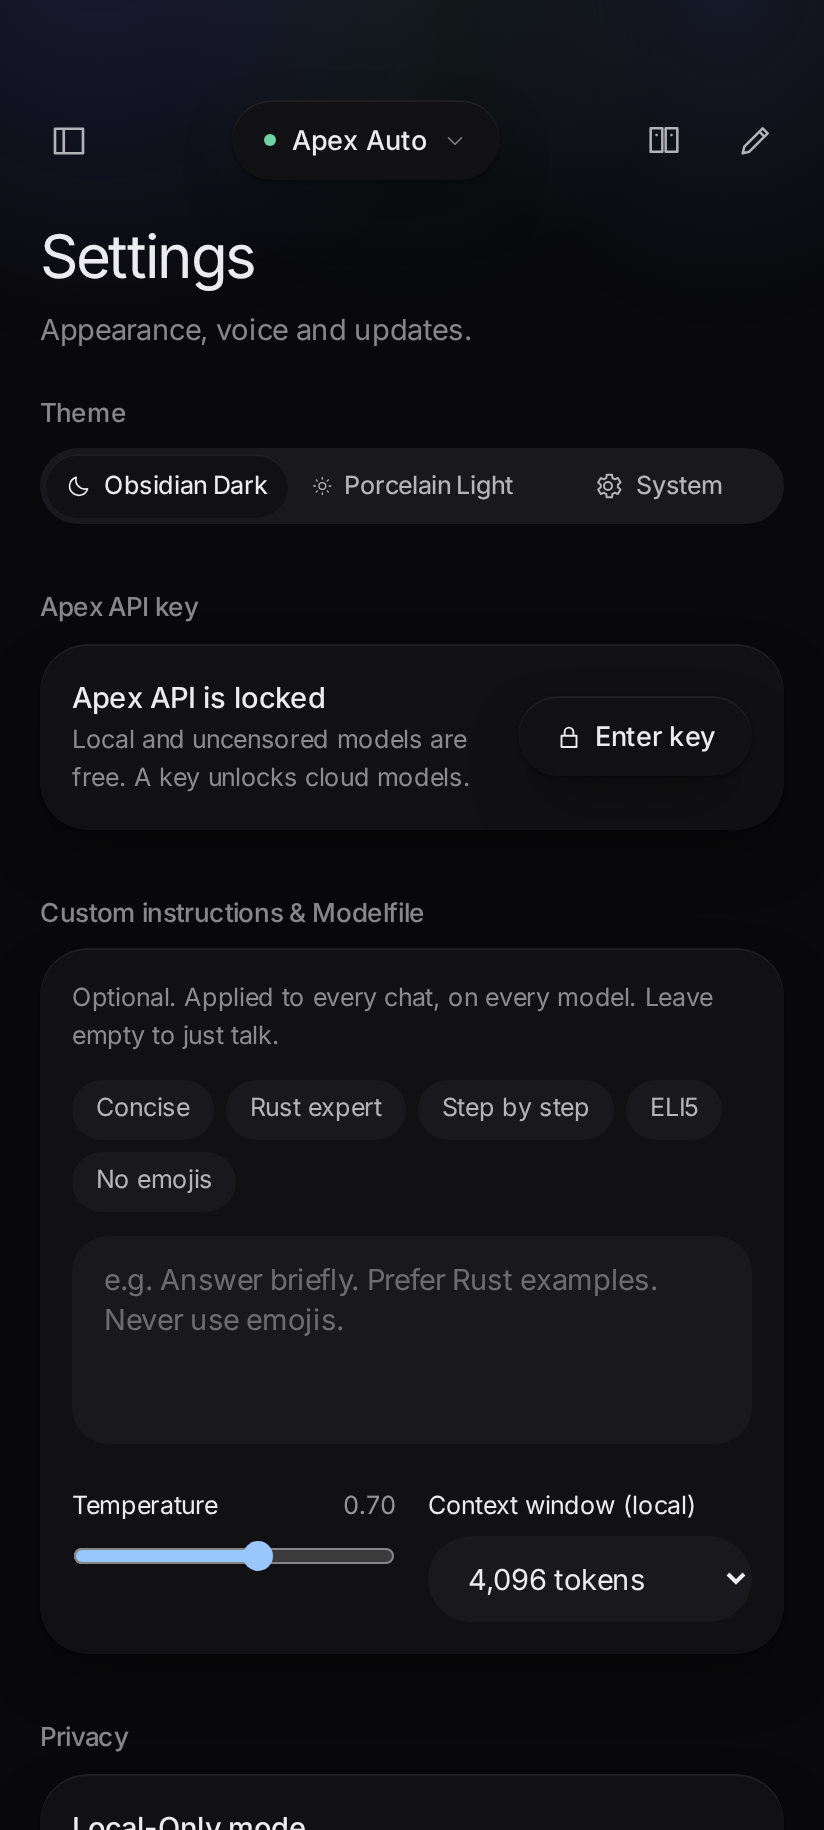 Apex Auto
Settings
Appearance, voice and updates.
Theme
Obsidian Dark
Porcelain Light
System
Apex API key
Apex API is locked
Local and uncensored models are
free. A key unlocks cloud models.
Enter key
Custom instructions & Modelfile
Optional. Applied to every chat, on every model. Leave
empty to just talk.
Concise
Rust expert
Step by step
ELI5
No emojis
e.g. Answer briefly. Prefer Rust examples.
Never use emojis.
Temperature
0.70
Context window (local)
4,096 tokens
Privacy
Local-Only mode